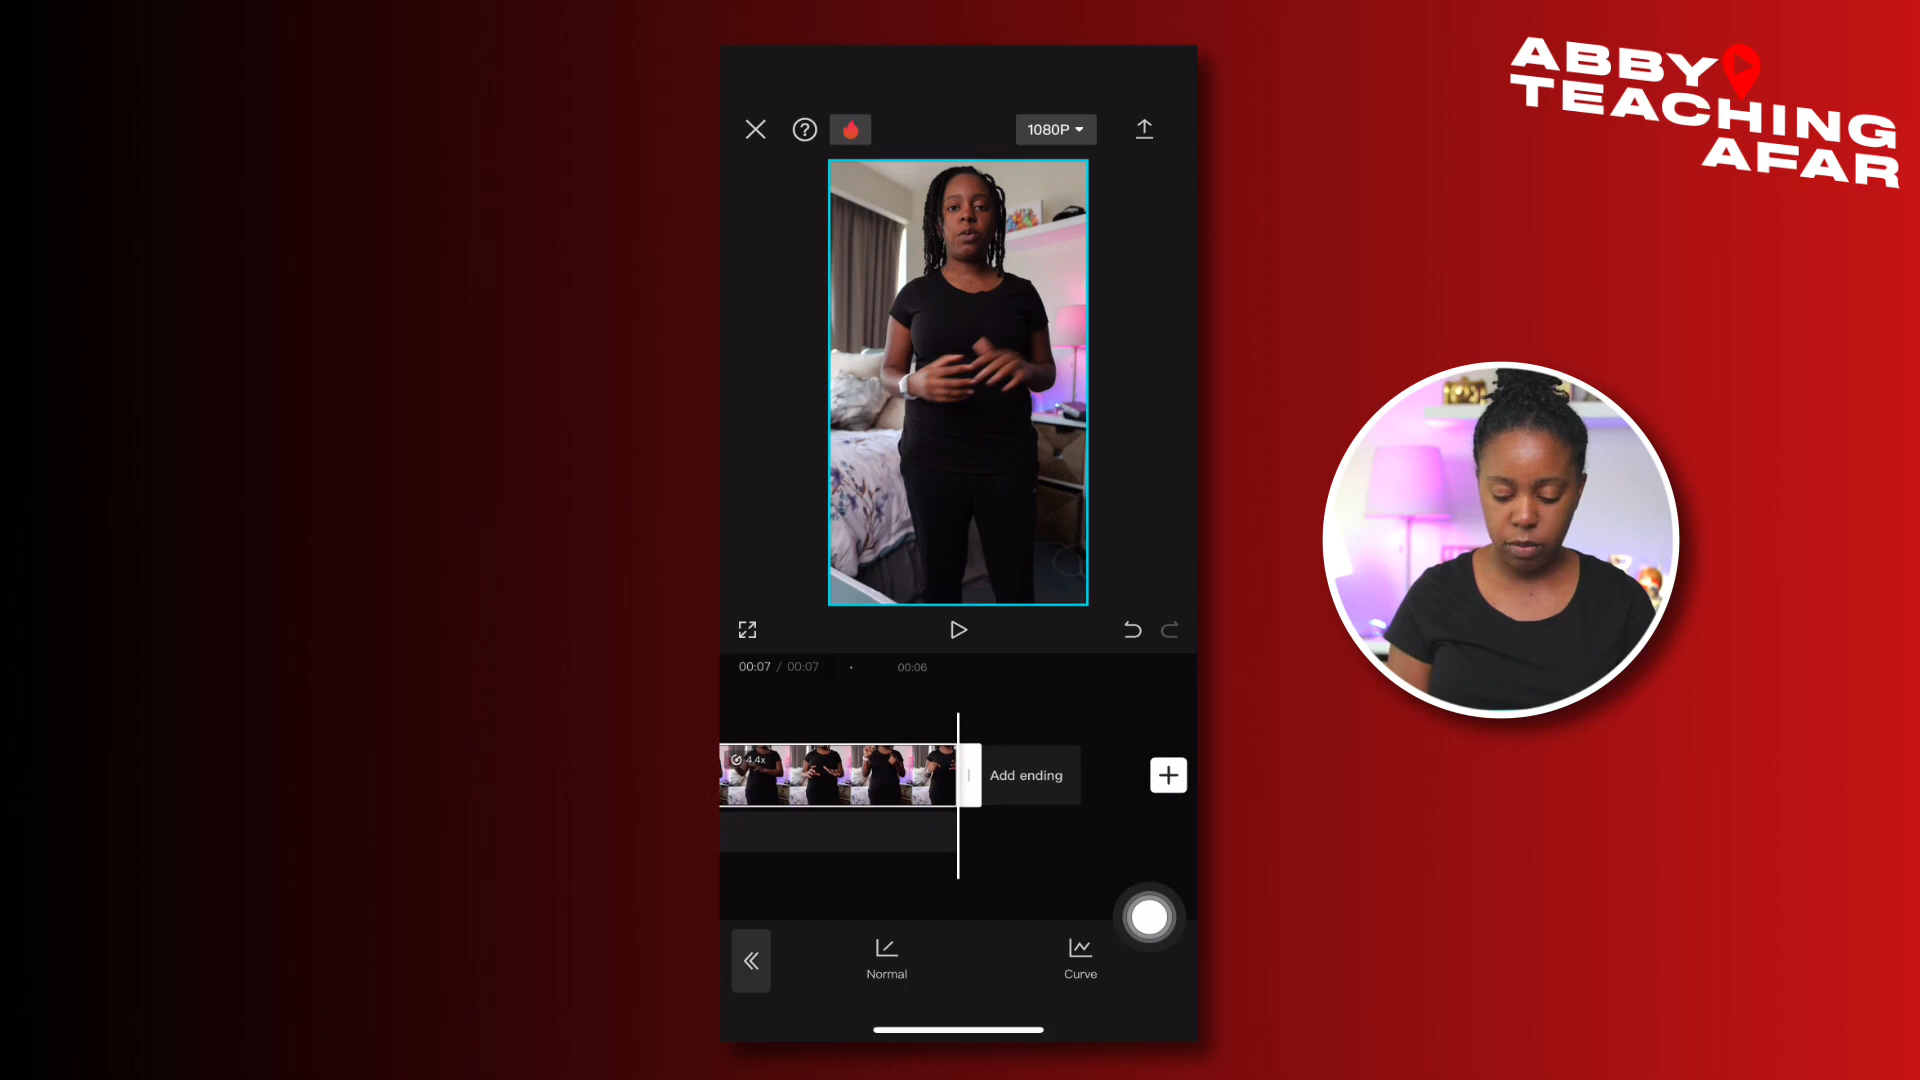 ABBY
TEACHING
AFAR
1080P
00:07 / 00:07
00:06
4.4x
Add ending
Normal
Curve